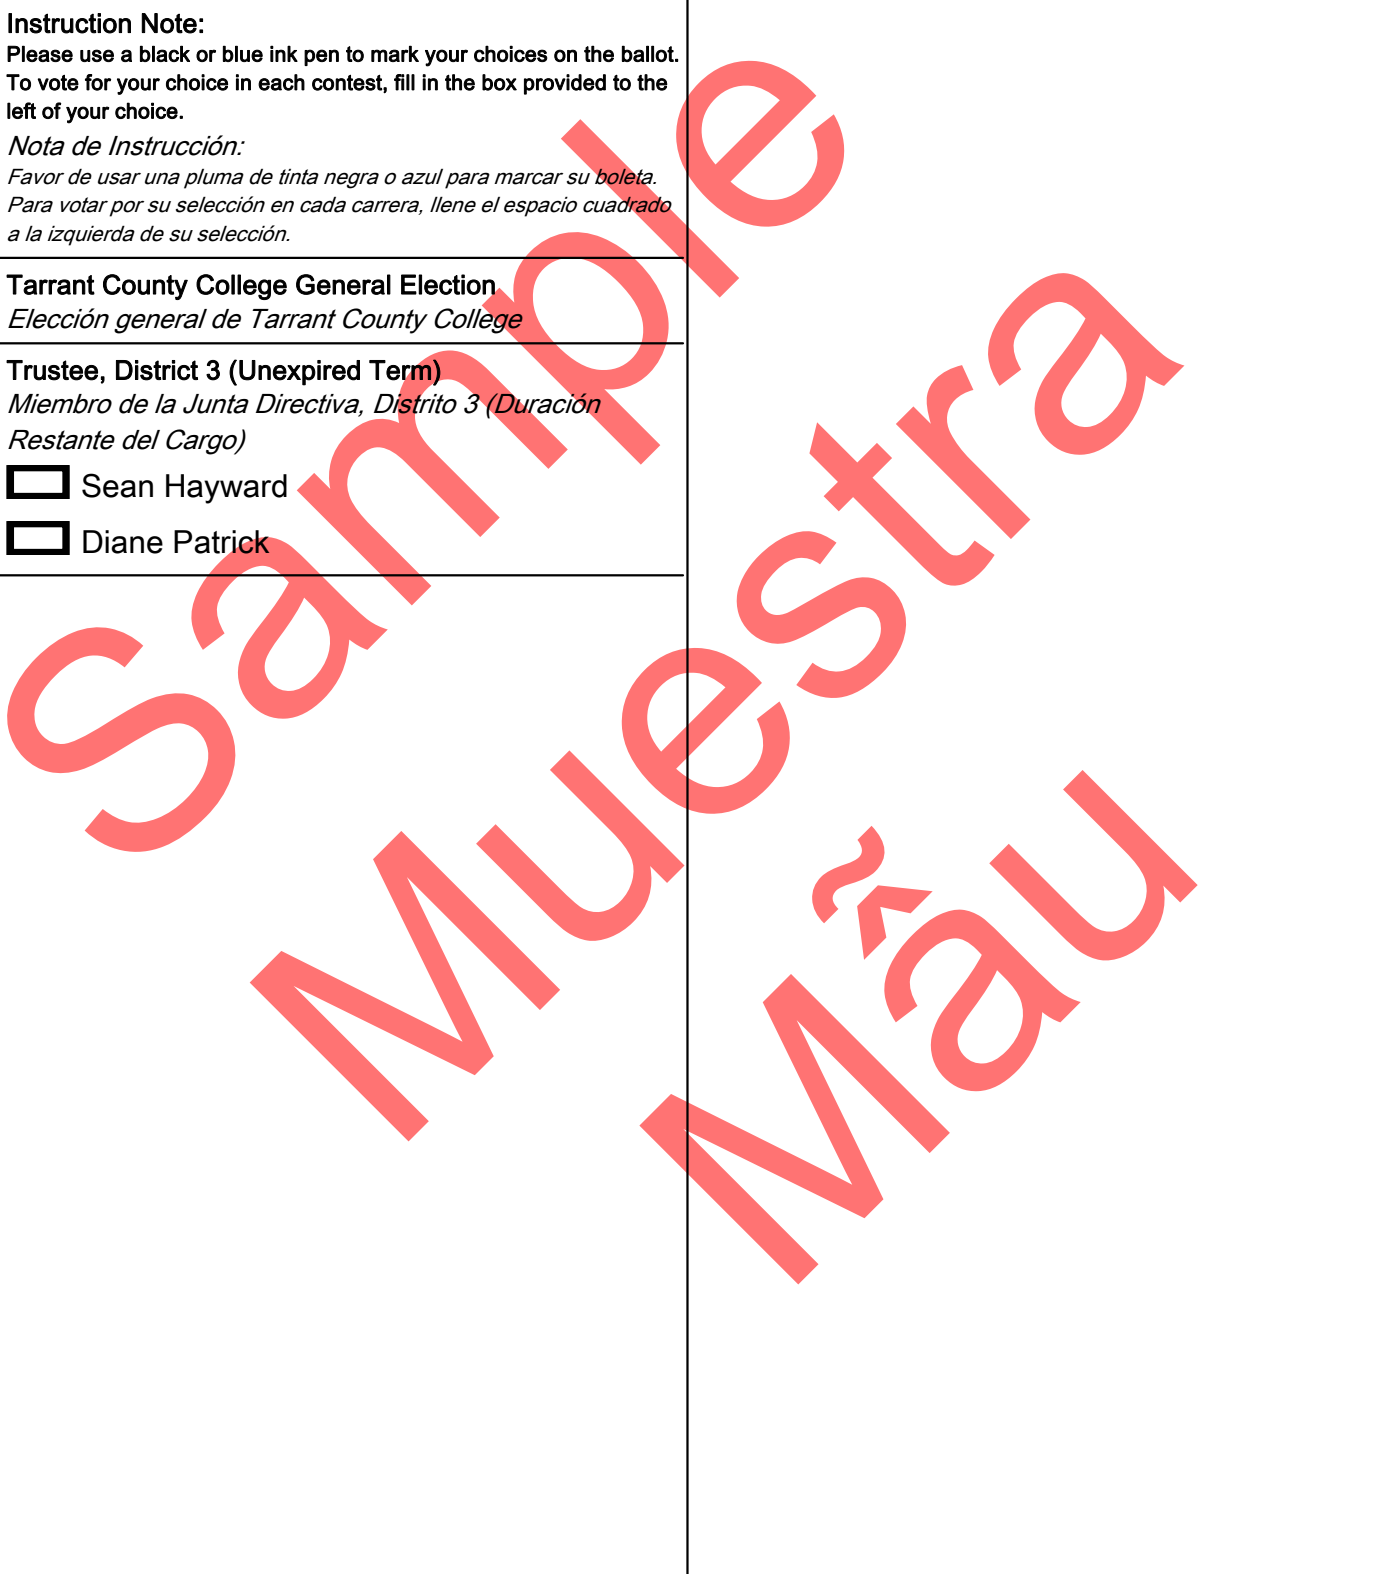 Instruction Note:
Please use a black or blue ink pen to mark your choices on the ballot.
To vote for your choice in each contest, fill in the box provided to the
left of your choice.
Nota de Instrucción:
Favor de usar una pluma de tinta negra o azul para marcar su boleta.
Para votar por su selección en cada carrera, llene el espacio cuadrado
a la izquierda de su selección.
Tarrant County College General Election
Elección general de Tarrant County College
Trustee, District 3 (Unexpired Term)
Miembro de la Junta Directiva, Distrito 3 (Duración
Restante del Cargo)
Sean Hayward
Diane Patrick
Sample
Muestra
Mẫu